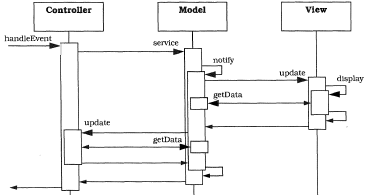 Controller Model View
handleEvent
service
notify
update
display
getData
update
getData